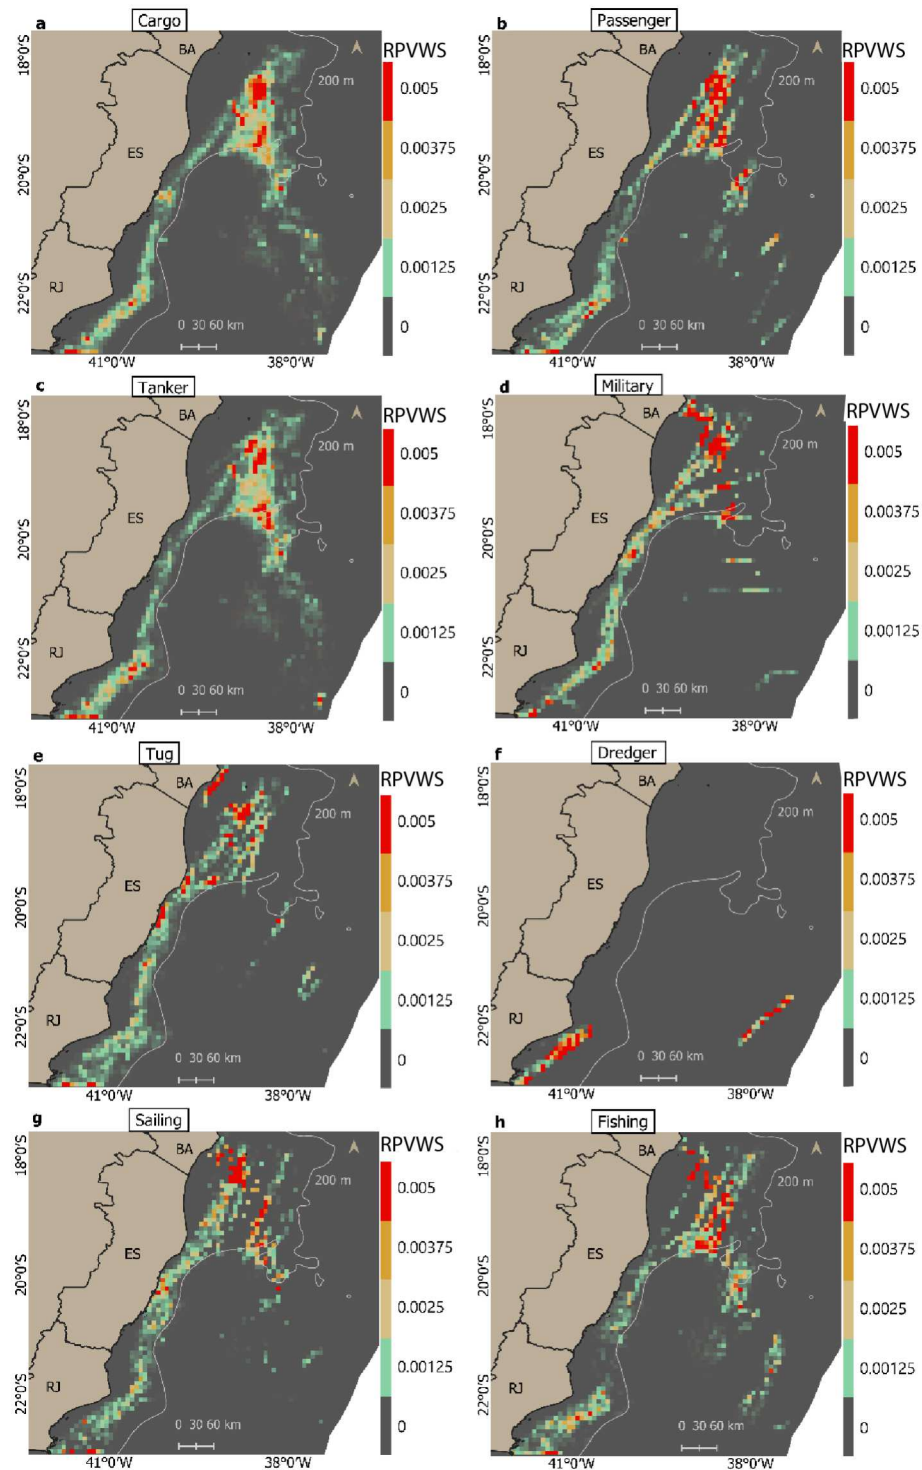 a
Cargo
BA
ES
RJ
200 m
0 30 60 km
18°0'S
20°0'S
22°0'S
41°0'W
38°0'W
RPVWS
0.005
0.00375
0.0025
0.00125
0
b
Passenger
BA
ES
RJ
200 m
0 30 60 km
18°0'S
20°0'S
22°0'S
41°0'W
38°0'W
RPVWS
0.005
0.00375
0.0025
0.00125
0
c
Tanker
BA
ES
RJ
200 m
0 30 60 km
18°0'S
20°0'S
22°0'S
41°0'W
38°0'W
RPVWS
0.005
0.00375
0.0025
0.00125
0
d
Military
BA
ES
RJ
200 m
0 30 60 km
18°0'S
20°0'S
22°0'S
41°0'W
38°0'W
RPVWS
0.005
0.00375
0.0025
0.00125
0
e
Tug
BA
ES
RJ
200 m
0 30 60 km
18°0'S
20°0'S
22°0'S
41°0'W
38°0'W
RPVWS
0.005
0.00375
0.0025
0.00125
0
f
Dredger
BA
ES
RJ
200 m
0 30 60 km
18°0'S
20°0'S
22°0'S
41°0'W
38°0'W
RPVWS
0.005
0.00375
0.0025
0.00125
0
g
Sailing
BA
ES
RJ
200 m
0 30 60 km
18°0'S
20°0'S
22°0'S
41°0'W
38°0'W
RPVWS
0.005
0.00375
0.0025
0.00125
0
h
Fishing
BA
ES
RJ
200 m
0 30 60 km
18°0'S
20°0'S
22°0'S
41°0'W
38°0'W
RPVWS
0.005
0.00375
0.0025
0.00125
0